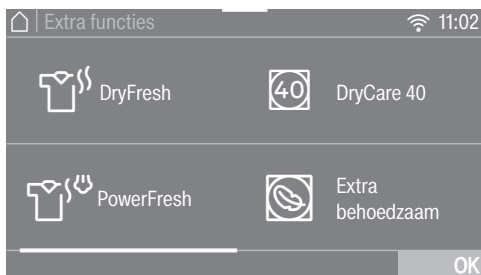 Extra functies
11:02
DryFresh
40
DryCare 40
PowerFresh
Extra
behoedzaam
OK